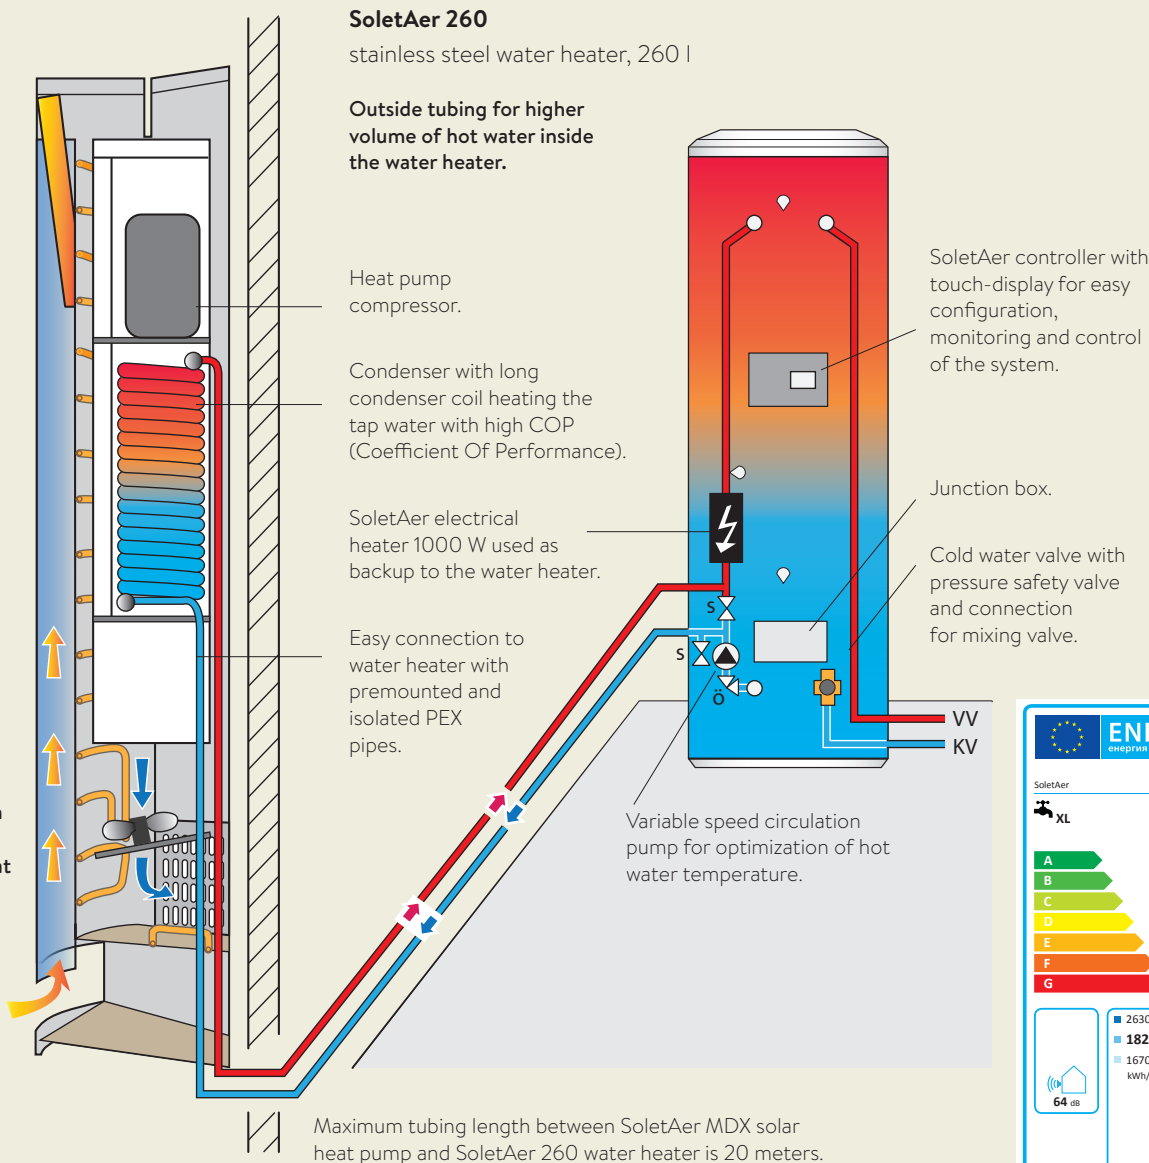 SoletAer 260
stainless steel water heater, 260 l
Outside tubing for higher
volume of hot water inside
the water heater.
Heat pump
compressor.
Condenser with long
condenser coil heating the
tap water with high COP
(Coefficient Of Performance).
SoletAer electrical
heater 1000 W used as
backup to the water heater.
Easy connection to
water heater with
premounted and
isolated PEX
pipes.
SoletAer controller with
touch-display for easy
configuration,
monitoring and control
of the system.
Junction box.
Cold water valve with
pressure safety valve
and connection
for mixing valve.
S
S
Ö
VV
KV
Variable speed circulation
pump for optimization of hot
water temperature.
Maximum tubing length between SoletAer MDX solar
heat pump and SoletAer 260 water heater is 20 meters.
ENE
енергия
SoletAer
XL
A
B
C
D
E
F
G
2630
182
1670
kWh/
64 dB